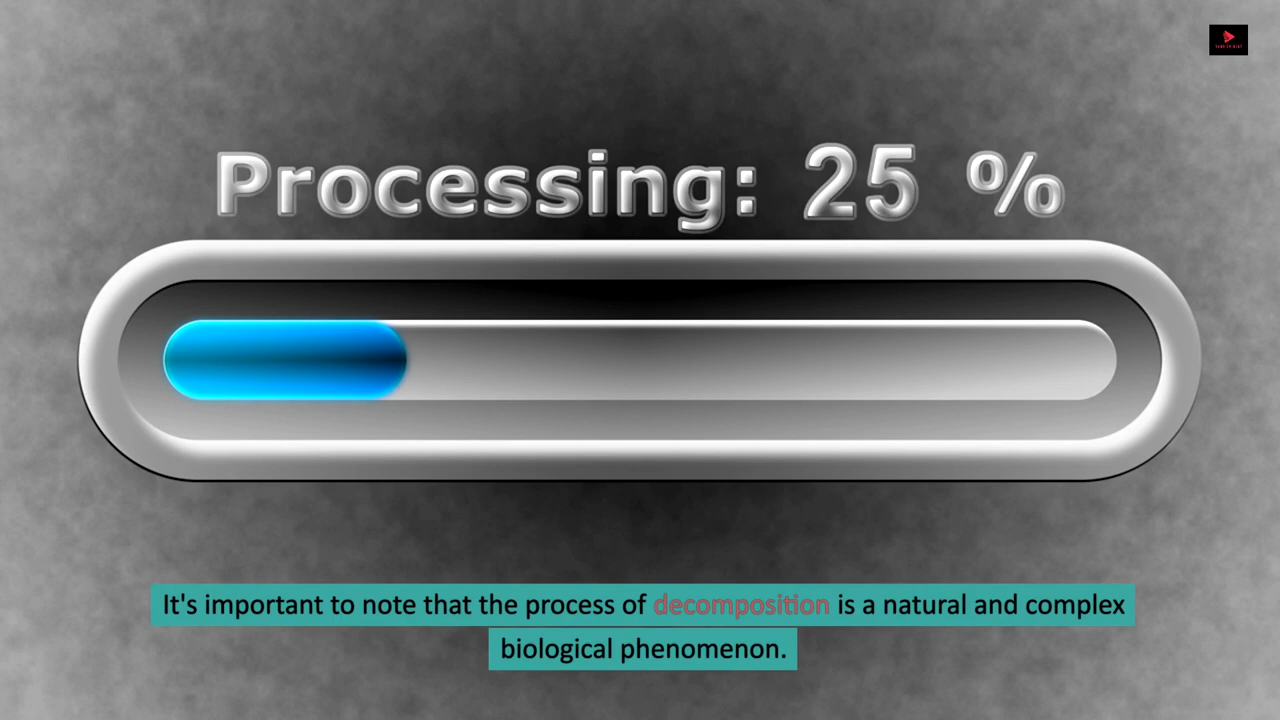 Processing: 25 %
It's important to note that the process of decomposition is a natural and complex
biological phenomenon.